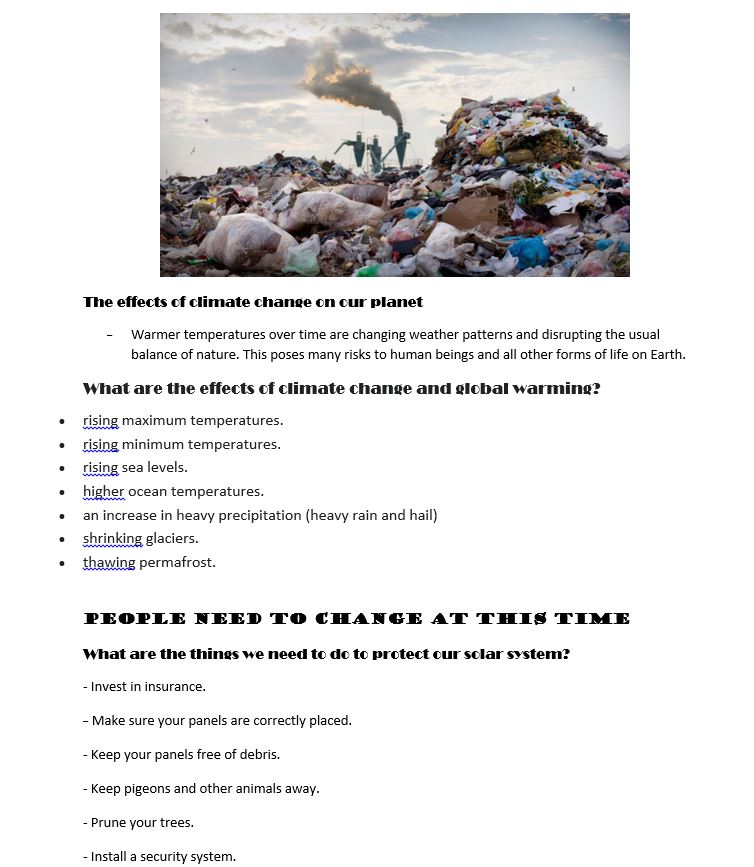 The effects of climate change on our planet
- Warmer temperatures over time are changing weather patterns and disrupting the usual
balance of nature. This poses many risks to human beings and all other forms of life on Earth.
What are the effects of climate change and global warming?
• rising maximum temperatures.
• rising minimum temperatures.
• rising sea levels.
• higher ocean temperatures.
• an increase in heavy precipitation (heavy rain and hail)
• shrinking glaciers.
• thawing permafrost.
PEOPLE NEED TO CHANGE AT THIS TIME
What are the things we need to do to protect our solar system?
- Invest in insurance.
- Make sure your panels are correctly placed.
- Keep your panels free of debris.
- Keep pigeons and other animals away.
- Prune your trees.
- Install a security system.